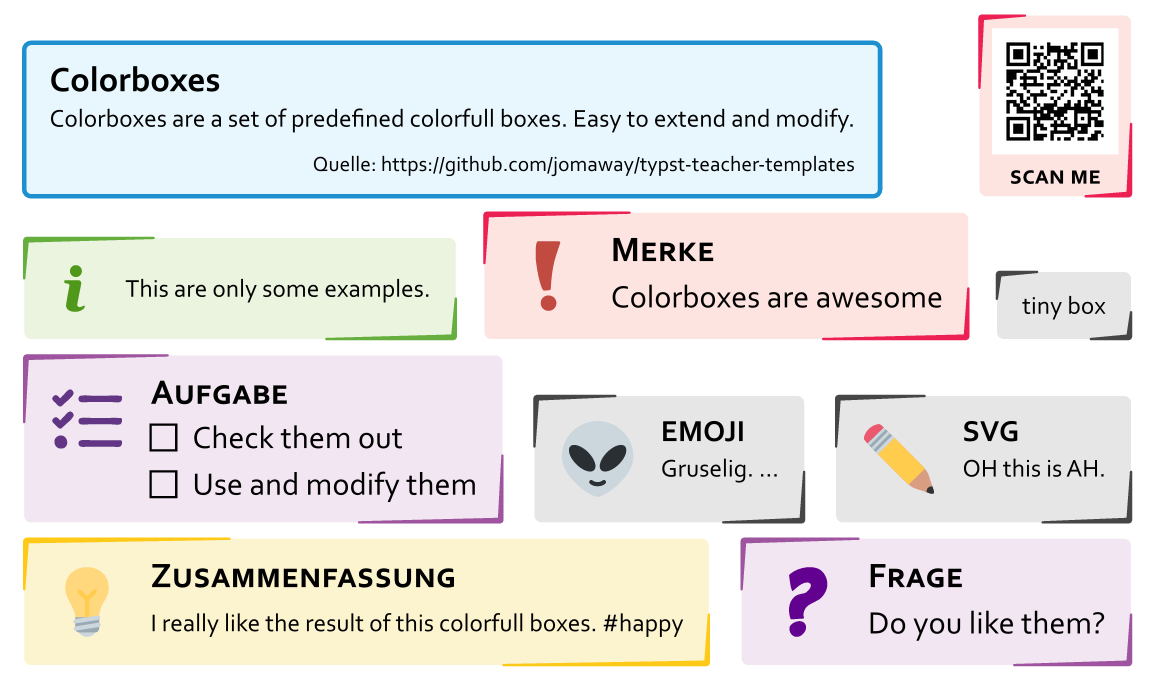 Colorboxes
Colorboxes are a set of predefined colorfull boxes. Easy to extend and modify.
Quelle: https://github.com/jomaway/typst-teacher-templates
SCAN ME
This are only some examples.
MERKE
Colorboxes are awesome
tiny box
AUFGABE
Check them out
Use and modify them
EMOJI
Gruselig. ...
SVG
OH this is AH.
ZUSAMMENFASSUNG
I really like the result of this colorfull boxes. #happy
FRAGE
Do you like them?